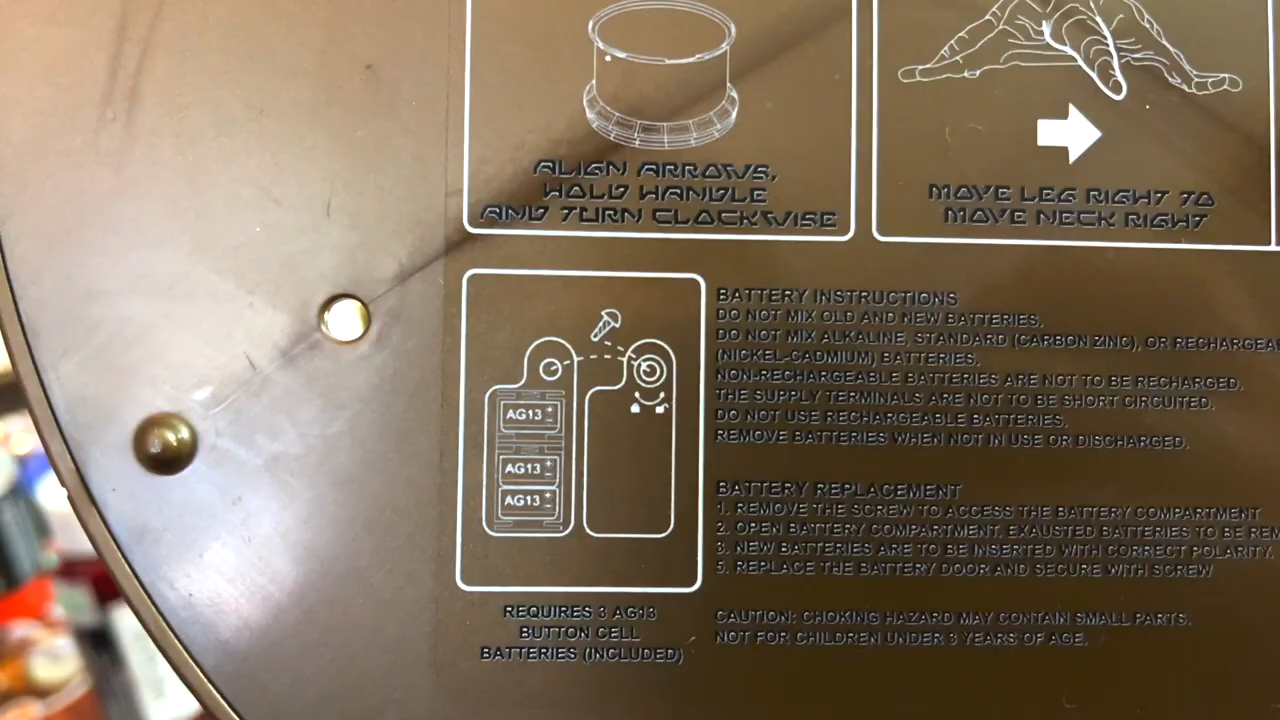 ALIGN ARROWS,
HOLD HANDLE
AND TURN CLOCKWISE
MOVE LEG RIGHT TO
MOVE NECK RIGHT
AG13 + -
AG13 + -
AG13 + -
REQUIRES 3 AG13
BUTTON CELL
BATTERIES (INCLUDED)
BATTERY INSTRUCTIONS
DO NOT MIX OLD AND NEW BATTERIES.
DO NOT MIX ALKALINE, STANDARD (CARBON ZINC), OR RECHARGEA
(NICKEL-CADMIUM) BATTERIES.
NON-RECHARGEABLE BATTERIES ARE NOT TO BE RECHARGED.
THE SUPPLY TERMINALS ARE NOT TO BE SHORT CIRCUITED.
DO NOT USE RECHARGEABLE BATTERIES.
REMOVE BATTERIES WHEN NOT IN USE OR DISCHARGED.
BATTERY REPLACEMENT
1. REMOVE THE SCREW TO ACCESS THE BATTERY COMPARTMENT
2. OPEN BATTERY COMPARTMENT. EXAUSTED BATTERIES TO BE REM
3. NEW BATTERIES ARE TO BE INSERTED WITH CORRECT POLARITY.
5. REPLACE THE BATTERY DOOR AND SECURE WITH SCREW
CAUTION: CHOKING HAZARD MAY CONTAIN SMALL PARTS.
NOT FOR CHILDREN UNDER 3 YEARS OF AGE.